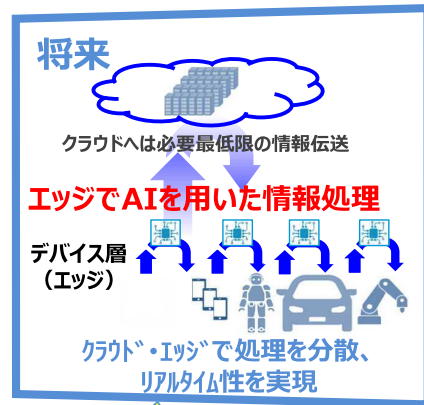 将来
クラウドへは必要最低限の情報伝送
エッジでAIを用いた情報処理
デバイス層
（エッジ）
ｸﾗｳﾄﾞ・ｴｯｼﾞで処理を分散、
ﾘｱﾙﾀｲﾑ性を実現